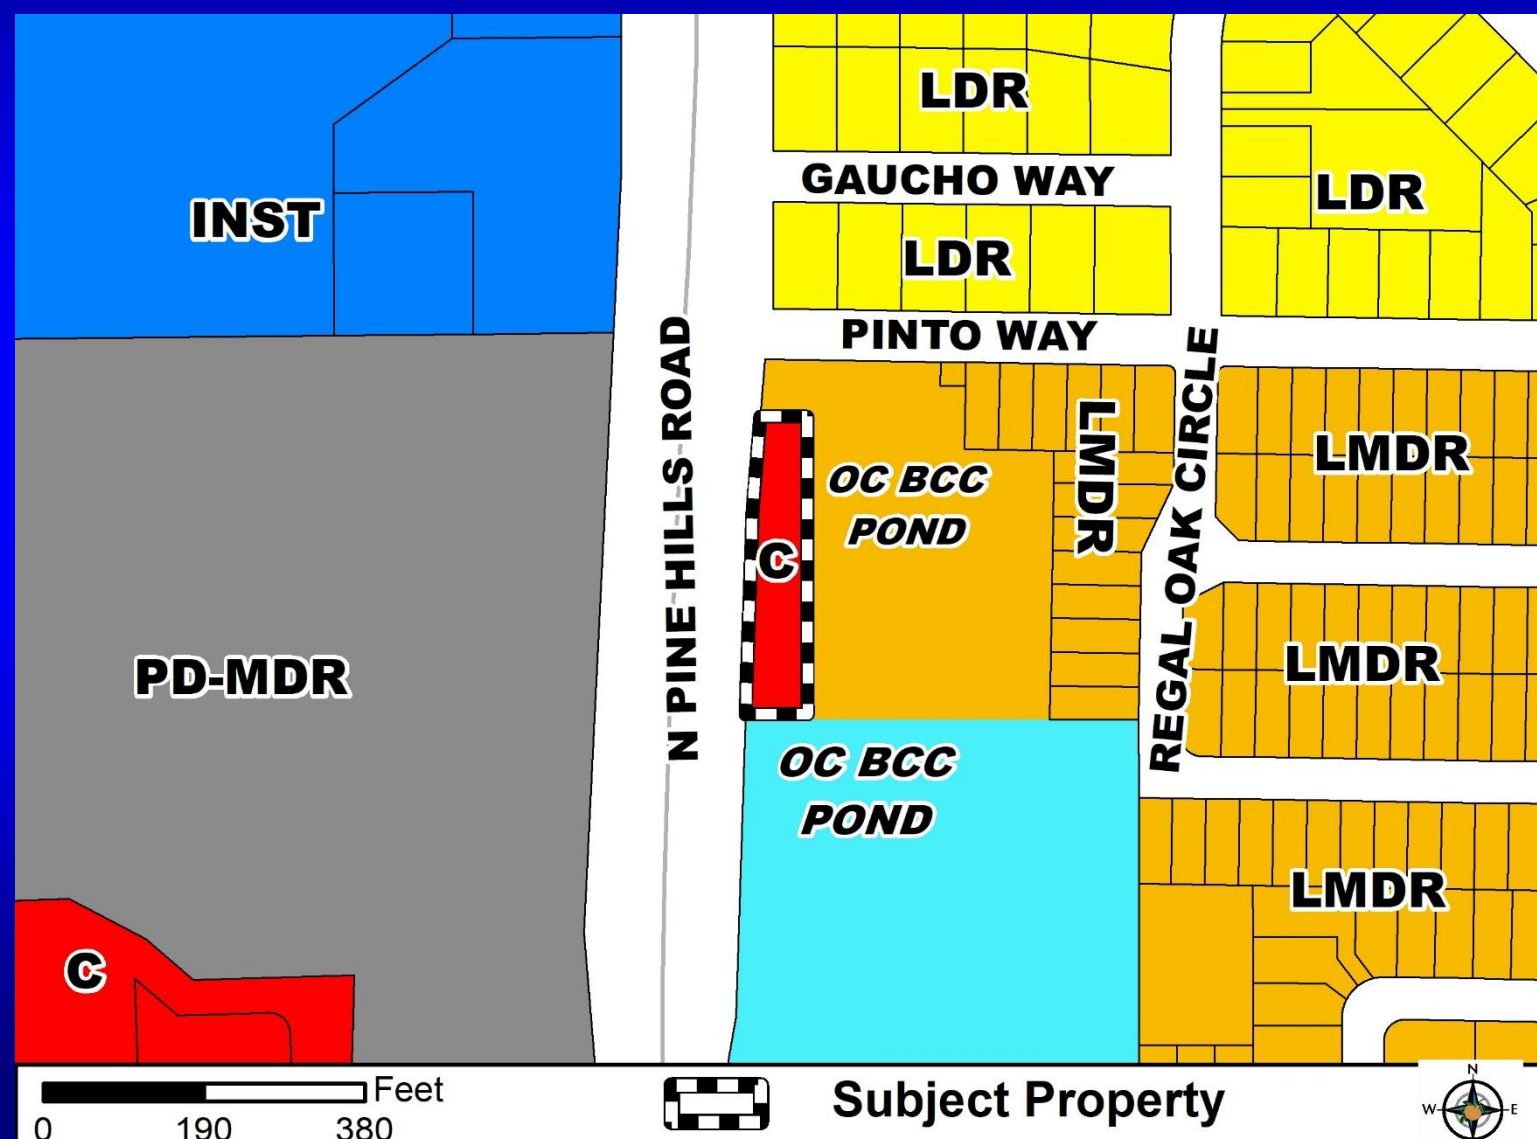 LDR
GAUCHO WAY
LDR
INST
LDR
PINTO WAY
N PINE HILLS ROAD
REGAL OAK CIRCLE
LMDR
LMDR
OC BCC
POND
C
LMDR
PD-MDR
OC BCC
POND
LMDR
C
0 190 380 Feet
Subject Property
N
W E